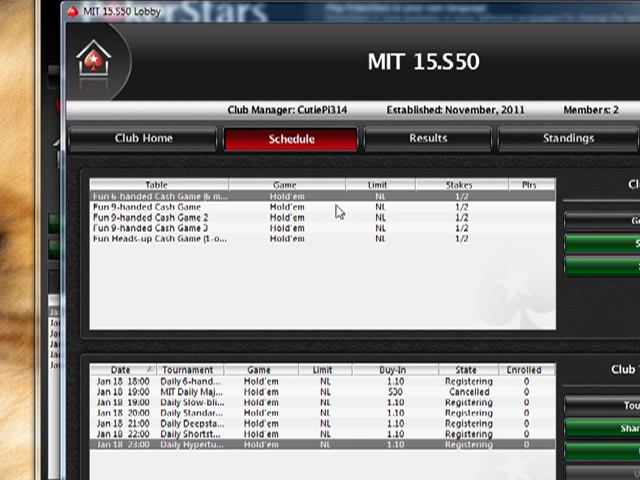 MIT 15.S50 Lobby
MIT 15.S50
Club Manager: CutiePi314 Established: November, 2011 Members: 2
Club Home Schedule Results Standings
Table Game Limit Stakes Plrs
Fun 6-handed Cash Game (6 m... Hold'em NL 1/2
Fun 9-handed Cash Game Hold'em NL 1/2
Fun 9-handed Cash Game 2 Hold'em NL 1/2
Fun 9-handed Cash Game 3 Hold'em NL 1/2
Fun Heads-up Cash Game (1-o... Hold'em NL 1/2
Date Tournament Game Limit Buy-In State Enrolled
Jan 18 18:00 Daily 6-hand... Hold'em NL 1.10 Registering 0
Jan 18 19:00 MIT Daily Maj... Hold'em NL 530 Cancelled 0
Jan 18 19:00 Daily Slow-bli... Hold'em NL 1.10 Registering 0
Jan 18 20:00 Daily Standar... Hold'em NL 1.10 Registering 0
Jan 18 21:00 Daily Deepsta... Hold'em NL 1.10 Registering 0
Jan 18 22:00 Daily Shortst... Hold'em NL 1.10 Registering 0
Jan 18 23:00 Daily Hypertu... Hold'em NL 1.10 Registering 0
Club T
Tou
Shar